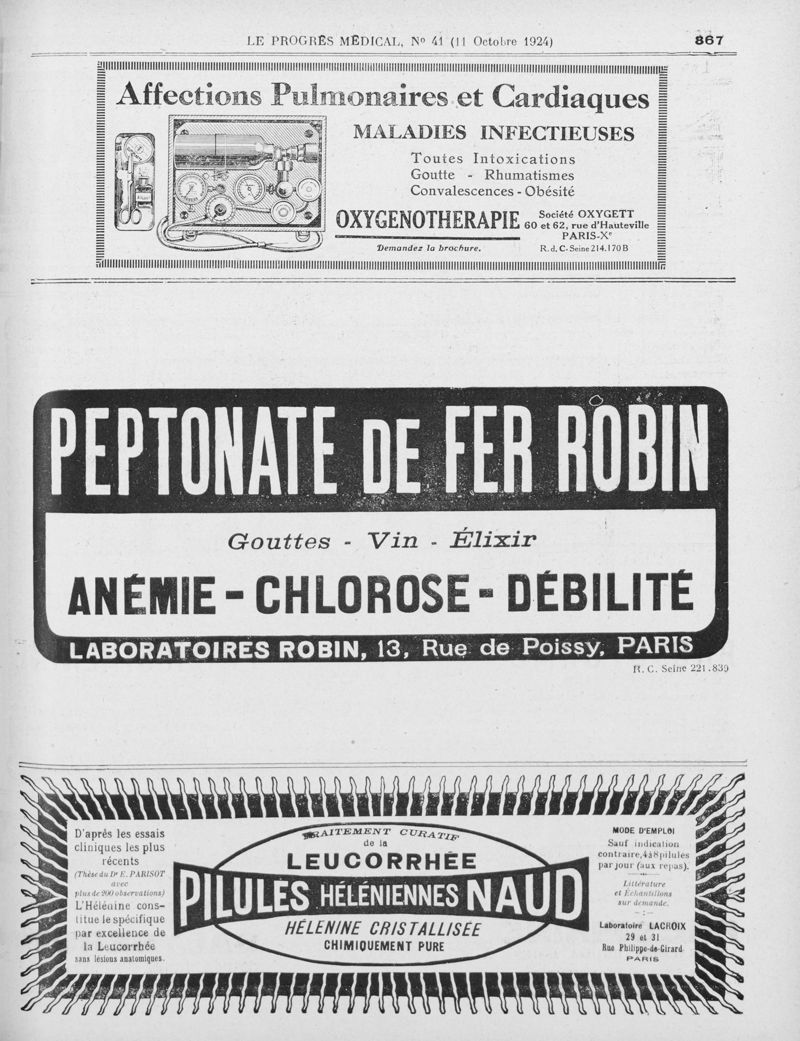 LE PROGRÈS MÉDICAL, Nº 41 (11 Octobre 1924)
867
Affections Pulmonaires et Cardiaques
MALADIES INFECTIEUSES
Toutes Intoxications
Goutte - Rhumatismes
Convalescences - Obésité
OXYGENOTHERAPIE
Société OXYGETT
60 et 62, rue d'Hauteville
PARIS-Xᵉ
Demandez la brochure.
R. d. C. Seine 214.170 B
PEPTONATE DE FER ROBIN
Gouttes - Vin - Élixir
ANÉMIE - CHLOROSE - DÉBILITÉ
LABORATOIRES ROBIN, 13, Rue de Poissy, PARIS
R. C. Seine 221.839
D'après les essais
cliniques les plus
récents
(Thèse du Dʳ E. PARISOT
avec
plus de 200 observations)
L'Hélénine cons-
titue le spécifique
par excellence de
la Leucorrhée
sans lésions anatomiques.
TRAITEMENT CURATIF
de la
LEUCORRHÉE
PILULES HÉLÉNIENNES NAUD
HÉLÉNINE CRISTALLISÉE
CHIMIQUEMENT PURE
MODE D'EMPLOI
Sauf indication
contraire, 4 à 8 pilules
par jour (aux repas).
Littérature
et Échantillons
sur demande.
Laboratoire LACROIX
29 et 31
Rue Philippe-de-Girard
PARIS